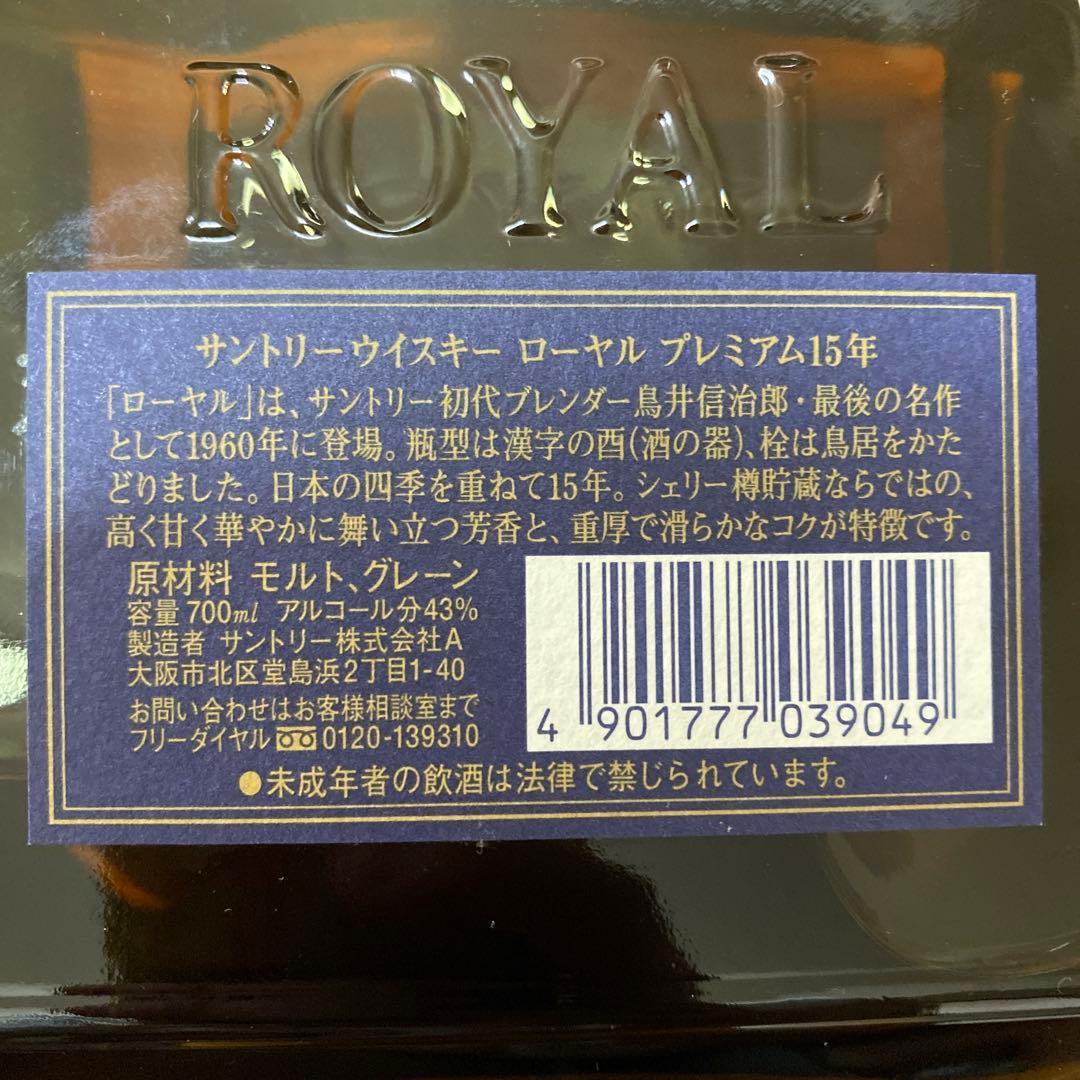 ROYAL
サントリーウイスキー ローヤル プレミアム15年
「ローヤル」は、サントリー初代ブレンダー鳥井信治郎・最後の名作
として1960年に登場。瓶型は漢字の酉(酒の器)、栓は鳥居をかた
どりました。日本の四季を重ねて15年。シェリー樽貯蔵ならではの、
高く甘く華やかに舞い立つ芳香と、重厚で滑らかなコクが特徴です。
原材料 モルト、グレーン
容量 700ml アルコール分43%
製造者 サントリー株式会社A
大阪市北区堂島浜2丁目1-40
お問い合わせはお客様相談室まで
フリーダイヤル 0120-139310
4 901777 039049
●未成年者の飲酒は法律で禁じられています。